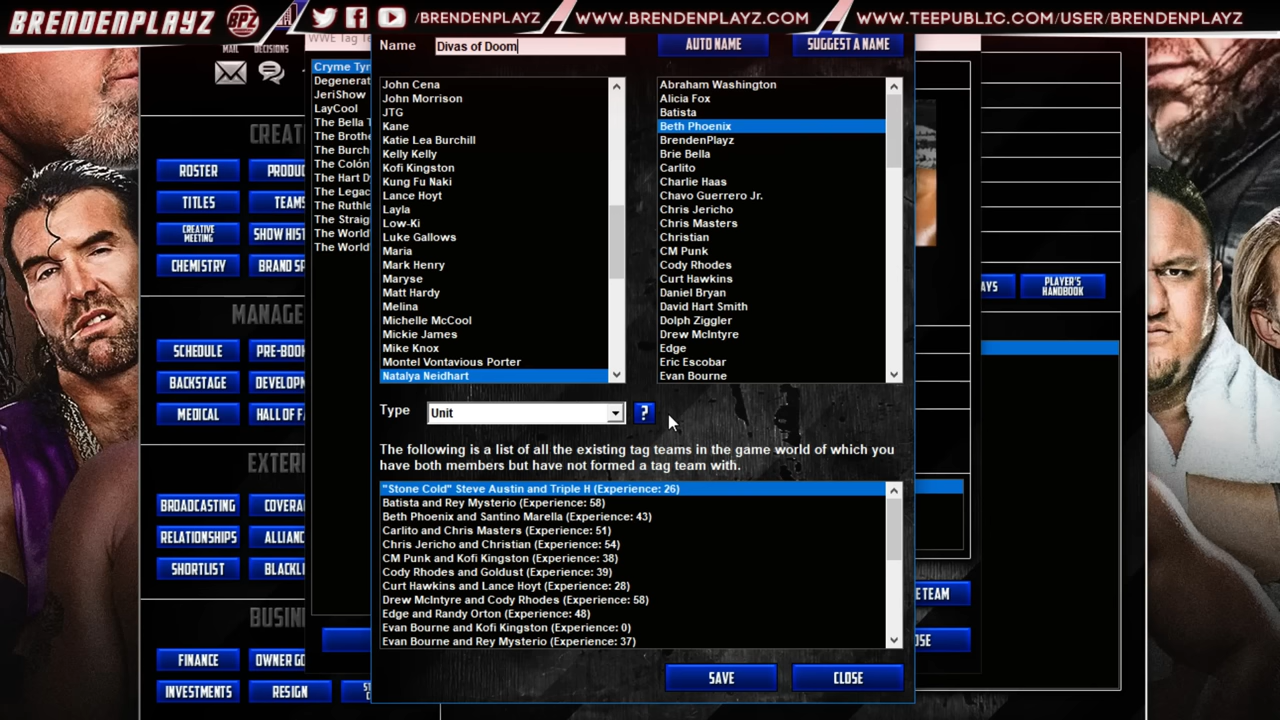 BRENDENPLAYZ
BPZ
/BRENDENPLAYZ
WWW.BRENDENPLAYZ.COM
WWW.TEEPUBLIC.COM/USER/BRENDENPLAYZ
MAIL
DECISIONS
CREAT
ROSTER
PRODUC
TITLES
TEAMS
CREATIVE MEETING
SHOW HIST
CHEMISTRY
BRAND SP
MANAGE
SCHEDULE
PRE-BOOK
BACKSTAGE
DEVELOPM
MEDICAL
HALL OF FA
EXTER
BROADCASTING
COVERA
RELATIONSHIPS
ALLIANC
SHORTLIST
BLACKLI
BUSIN
FINANCE
OWNER GO
INVESTMENTS
RESIGN
WWE Tag Te
Cryme Tyr
Degenerat
JeriShow
LayCool
The Bella T
The Brothe
The Burch
The Colón
The Hart D
The Legac
The Ruthle
The Straig
The World
The World
Name
Divas of Doom
AUTO NAME
SUGGEST A NAME
John Cena
John Morrison
JTG
Kane
Katie Lea Burchill
Kelly Kelly
Kofi Kingston
Kung Fu Naki
Lance Hoyt
Layla
Low-Ki
Luke Gallows
Maria
Mark Henry
Maryse
Matt Hardy
Melina
Michelle McCool
Mickie James
Mike Knox
Montel Vontavious Porter
Natalya Neidhart
Abraham Washington
Alicia Fox
Batista
Beth Phoenix
BrendenPlayz
Brie Bella
Carlito
Charlie Haas
Chavo Guerrero Jr.
Chris Jericho
Chris Masters
Christian
CM Punk
Cody Rhodes
Curt Hawkins
Daniel Bryan
David Hart Smith
Dolph Ziggler
Drew McIntyre
Edge
Eric Escobar
Evan Bourne
Type
Unit
?
The following is a list of all the existing tag teams in the game world of which you
have both members but have not formed a tag team with.
"Stone Cold" Steve Austin and Triple H (Experience: 26)
Batista and Rey Mysterio (Experience: 58)
Beth Phoenix and Santino Marella (Experience: 43)
Carlito and Chris Masters (Experience: 51)
Chris Jericho and Christian (Experience: 54)
CM Punk and Kofi Kingston (Experience: 38)
Cody Rhodes and Goldust (Experience: 39)
Curt Hawkins and Lance Hoyt (Experience: 28)
Drew McIntyre and Cody Rhodes (Experience: 58)
Edge and Randy Orton (Experience: 48)
Evan Bourne and Kofi Kingston (Experience: 0)
Evan Bourne and Rey Mysterio (Experience: 37)
SAVE
CLOSE
AYS
PLAYER'S HANDBOOK
E TEAM
OSE